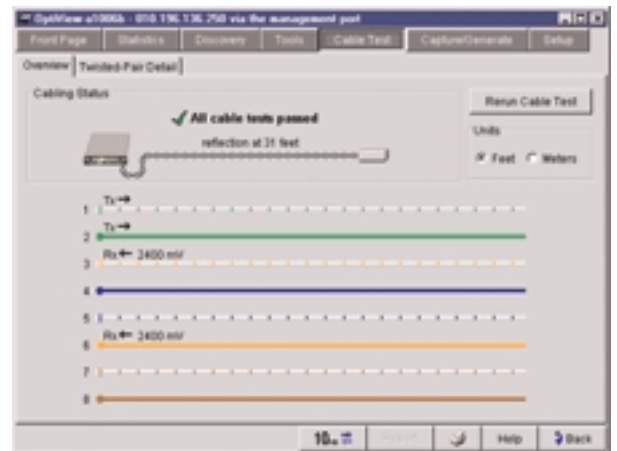 OptiView a1006b - 010.196.136.250 via the management port
Front Page Statistics Discovery Tools Cable Test Capture/Generate Setup
Overview Twisted-Pair Detail
Cabling Status
All cable tests passed
reflection at 31 feet
Rerun Cable Test
Units
Feet Meters
1 Tx
2 Tx
3 Rx 2400 mV
4
5
6 Rx 2400 mV
7
8
10 Help Back